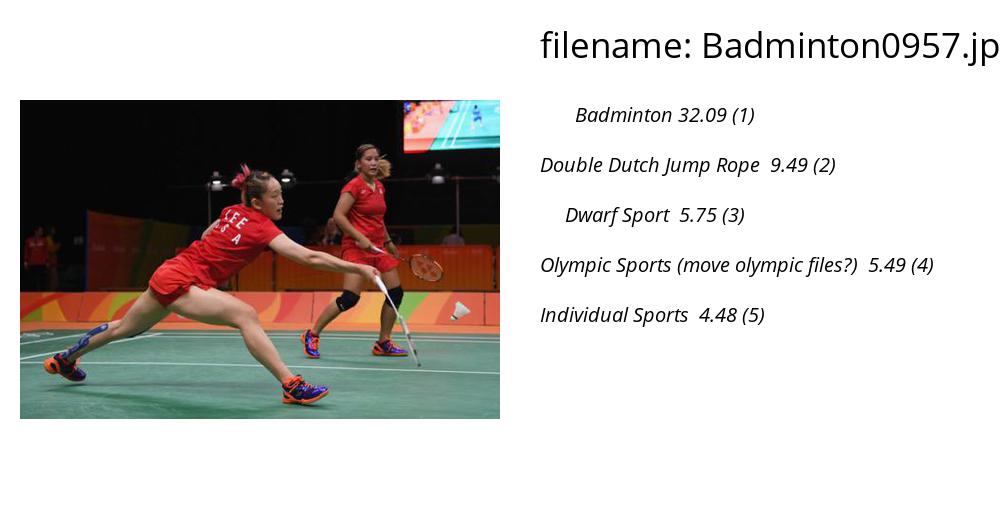 filename: Badminton0957.jp
Badminton 32.09 (1)
Double Dutch Jump Rope 9.49 (2)
Dwarf Sport 5.75 (3)
Olympic Sports (move olympic files?) 5.49 (4)
Individual Sports 4.48 (5)
LEE